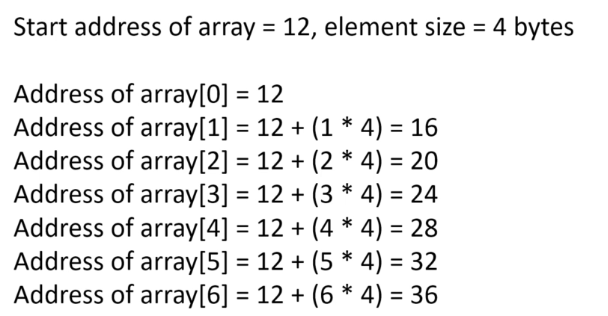 Start address of array = 12, element size = 4 bytes
Address of array[0] = 12
Address of array[1] = 12 + (1 * 4) = 16
Address of array[2] = 12 + (2 * 4) = 20
Address of array[3] = 12 + (3 * 4) = 24
Address of array[4] = 12 + (4 * 4) = 28
Address of array[5] = 12 + (5 * 4) = 32
Address of array[6] = 12 + (6 * 4) = 36